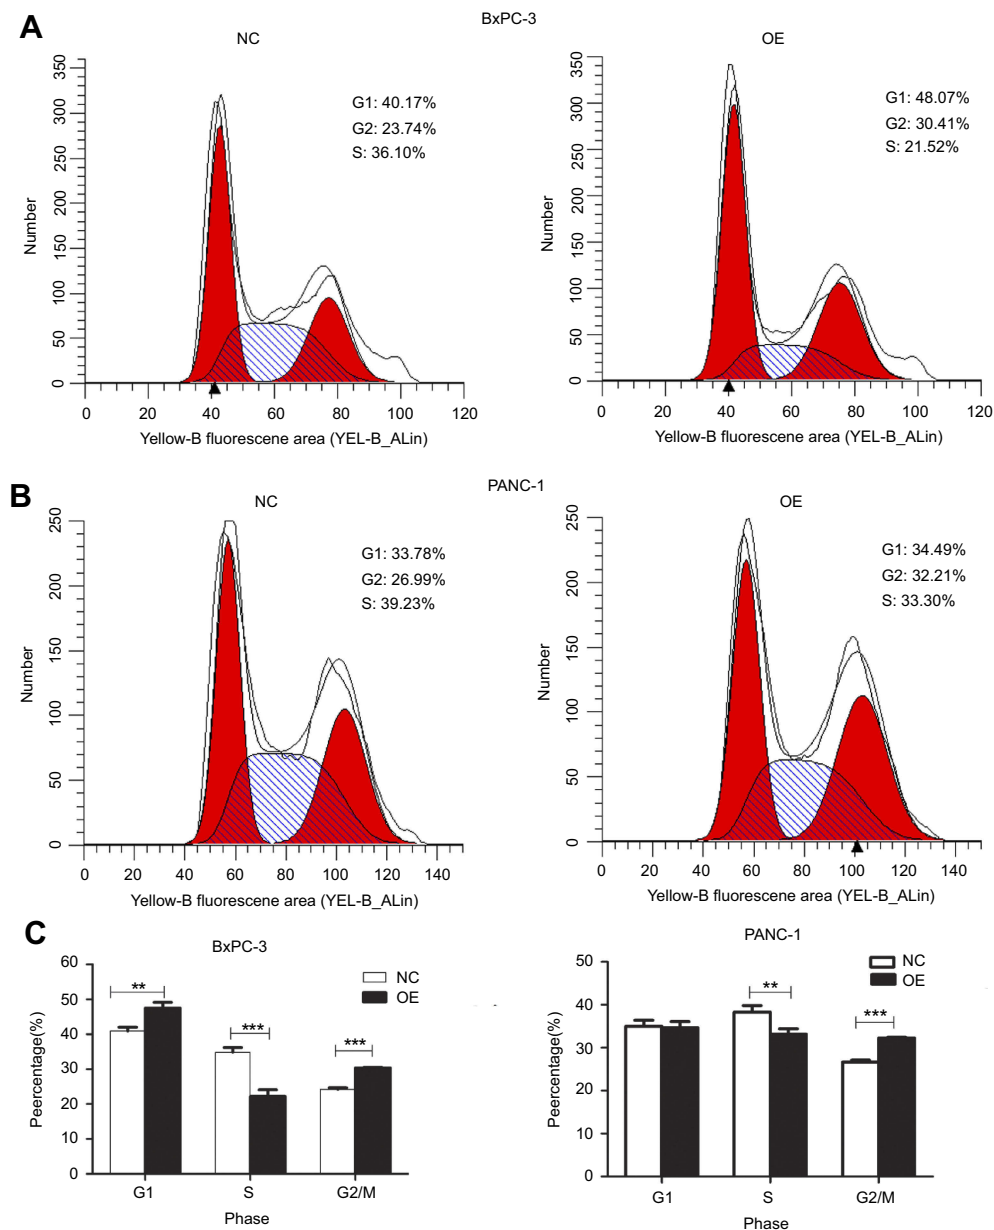 A
BxPC-3
NC
OE
350
300
250
200
150
100
50
0
Number
G1: 40.17%
G2: 23.74%
S: 36.10%
0 20 40 60 80 100 120
Yellow-B fluorescene area (YEL-B_ALin)
350
300
250
200
150
100
50
0
Number
G1: 48.07%
G2: 30.41%
S: 21.52%
0 20 40 60 80 100 120
Yellow-B fluorescene area (YEL-B_ALin)
B
PANC-1
NC
OE
250
200
150
100
50
0
Number
G1: 33.78%
G2: 26.99%
S: 39.23%
0 20 40 60 80 100 120 140
Yellow-B fluorescene area (YEL-B_ALin)
250
200
150
100
50
0
Number
G1: 34.49%
G2: 32.21%
S: 33.30%
0 20 40 60 80 100 120 140
Yellow-B fluorescene area (YEL-B_ALin)
C
BxPC-3
60
50
40
30
20
10
0
Peercentage(%)
NC
OE
**
***
***
G1 S G2/M
Phase
PANC-1
50
40
30
20
10
0
Peercentage(%)
NC
OE
**
***
G1 S G2/M
Phase